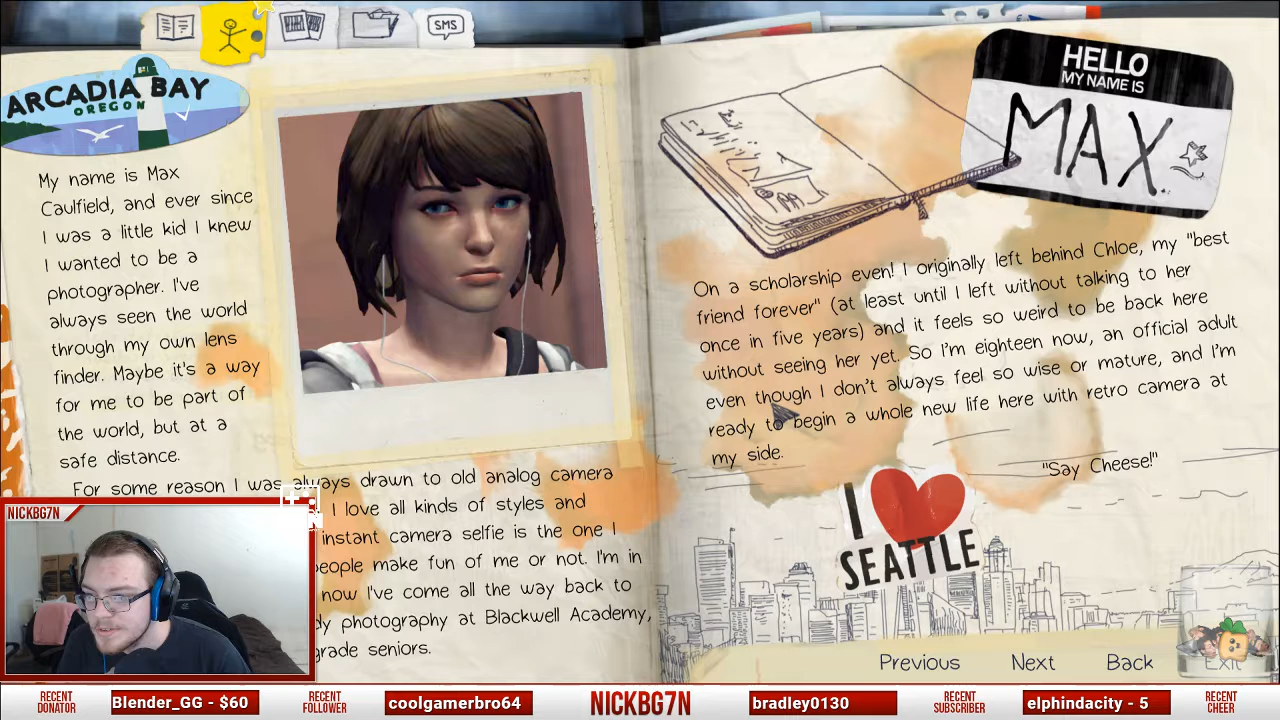 SMS
ARCADIA BAY
OREGON
My name is Max
Caulfield, and ever since
I was a little kid I knew
I wanted to be a
photographer. I've
always seen the world
through my own lens
finder. Maybe it's a way
for me to be part of
the world, but at a
safe distance.
For some reason I was always drawn to old analog camera
I love all kinds of styles and
instant camera selfie is the one I
people make fun of me or not. I'm in
now I've come all the way back to
photography at Blackwell Academy,
grade seniors.
HELLO
MY NAME IS
MAX
On a scholarship even! I originally left behind Chloe, my "best
friend forever" (at least until I left without talking to her
once in five years) and it feels so weird to be back here
without seeing her yet. So I'm eighteen now, an official adult
even though I don't always feel so wise or mature, and I'm
ready to begin a whole new life here with retro camera at
my side.
"Say Cheese!"
I
SEATTLE
Previous Next Back Exit
NICKBG7N
RECENT DONATOR Blender_GG - $60 RECENT FOLLOWER coolgamerbro64 NICKBG7N bradley0130 RECENT SUBSCRIBER elphindacity - 5 RECENT CHEER